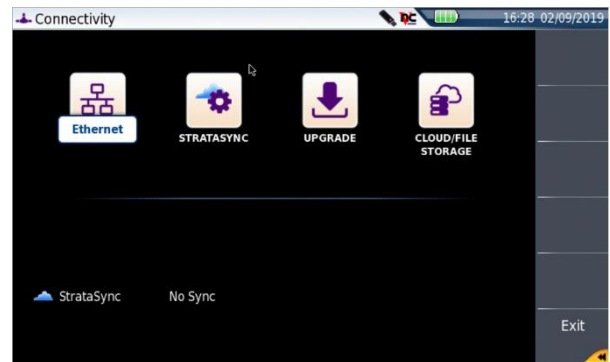 Connectivity
16:28 02/09/2019
Ethernet
STRATASYNC
UPGRADE
CLOUD/FILE
STORAGE
StrataSync No Sync
Exit